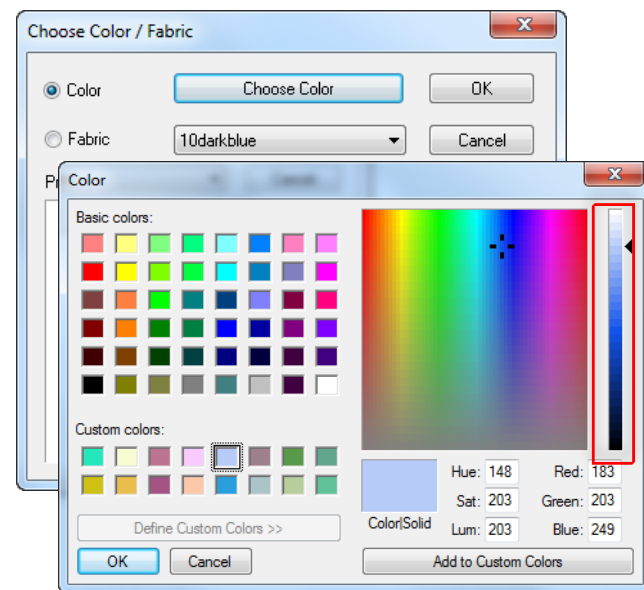 Choose Color / Fabric
Color Choose Color OK
Fabric 10darkblue Cancel
Color
Basic colors:
Custom colors:
Define Custom Colors >>
OK Cancel
Color|Solid
Hue: 148 Red: 183
Sat: 203 Green: 203
Lum: 203 Blue: 249
Add to Custom Colors